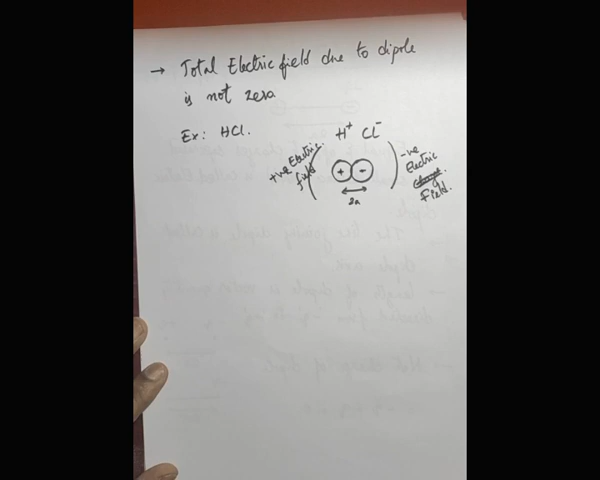 → Total Electric field due to dipole
is not zero.
Ex: HCl. H⁺ Cl⁻
+ve Electric
field
+ -
2a
-ve
Electric
Field.